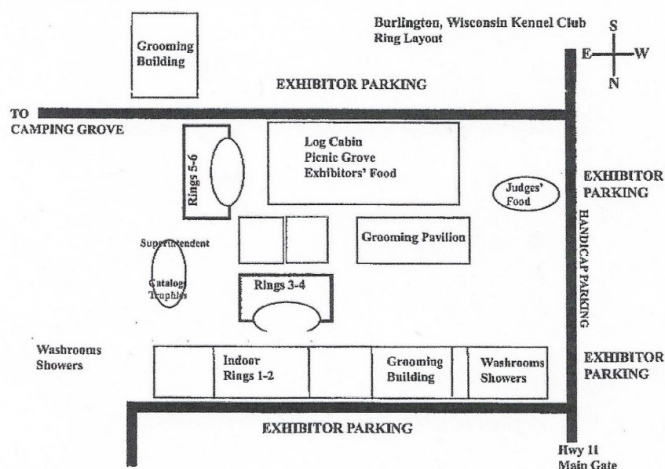 Burlington, Wisconsin Kennel Club
Ring Layout
S
E
W
N
Grooming
Building
EXHIBITOR PARKING
TO
CAMPING GROVE
Rings 5-6
Log Cabin
Picnic Grove
Exhibitors' Food
Judges'
Food
EXHIBITOR
PARKING
HANDICAP PARKING
Superintendent
Catalogs
Trophies
Grooming Pavilion
Rings 3-4
Washrooms
Showers
Indoor
Rings 1-2
Grooming
Building
Washrooms
Showers
EXHIBITOR
PARKING
EXHIBITOR PARKING
Hwy 11
Main Gate